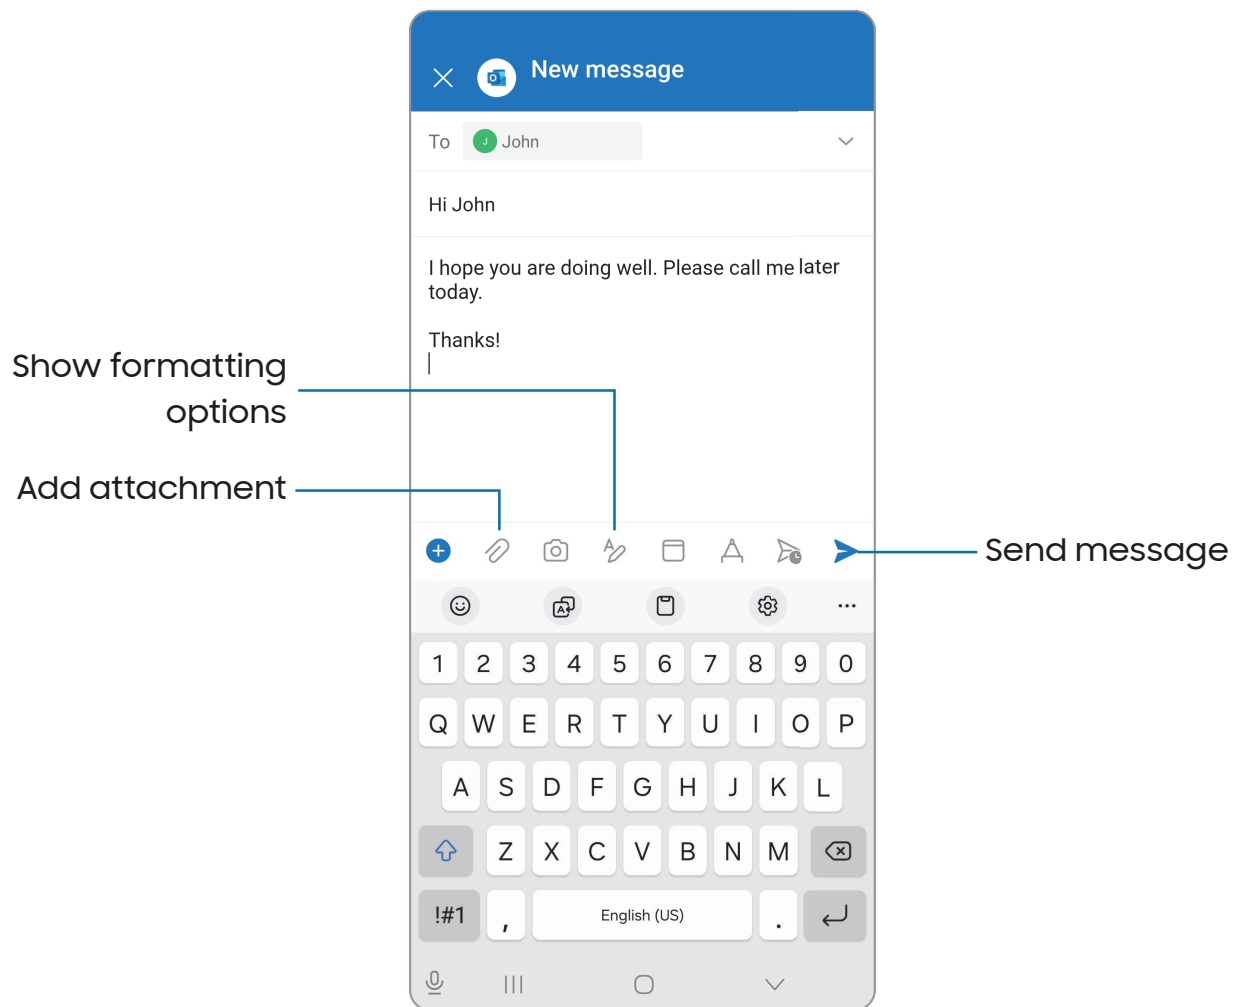 New message
To J John
Hi John
I hope you are doing well. Please call me later
today.
Thanks!
Show formatting
options
Add attachment
Send message
1 2 3 4 5 6 7 8 9 0
Q W E R T Y U I O P
A S D F G H J K L
Z X C V B N M
!#1 , English (US) .